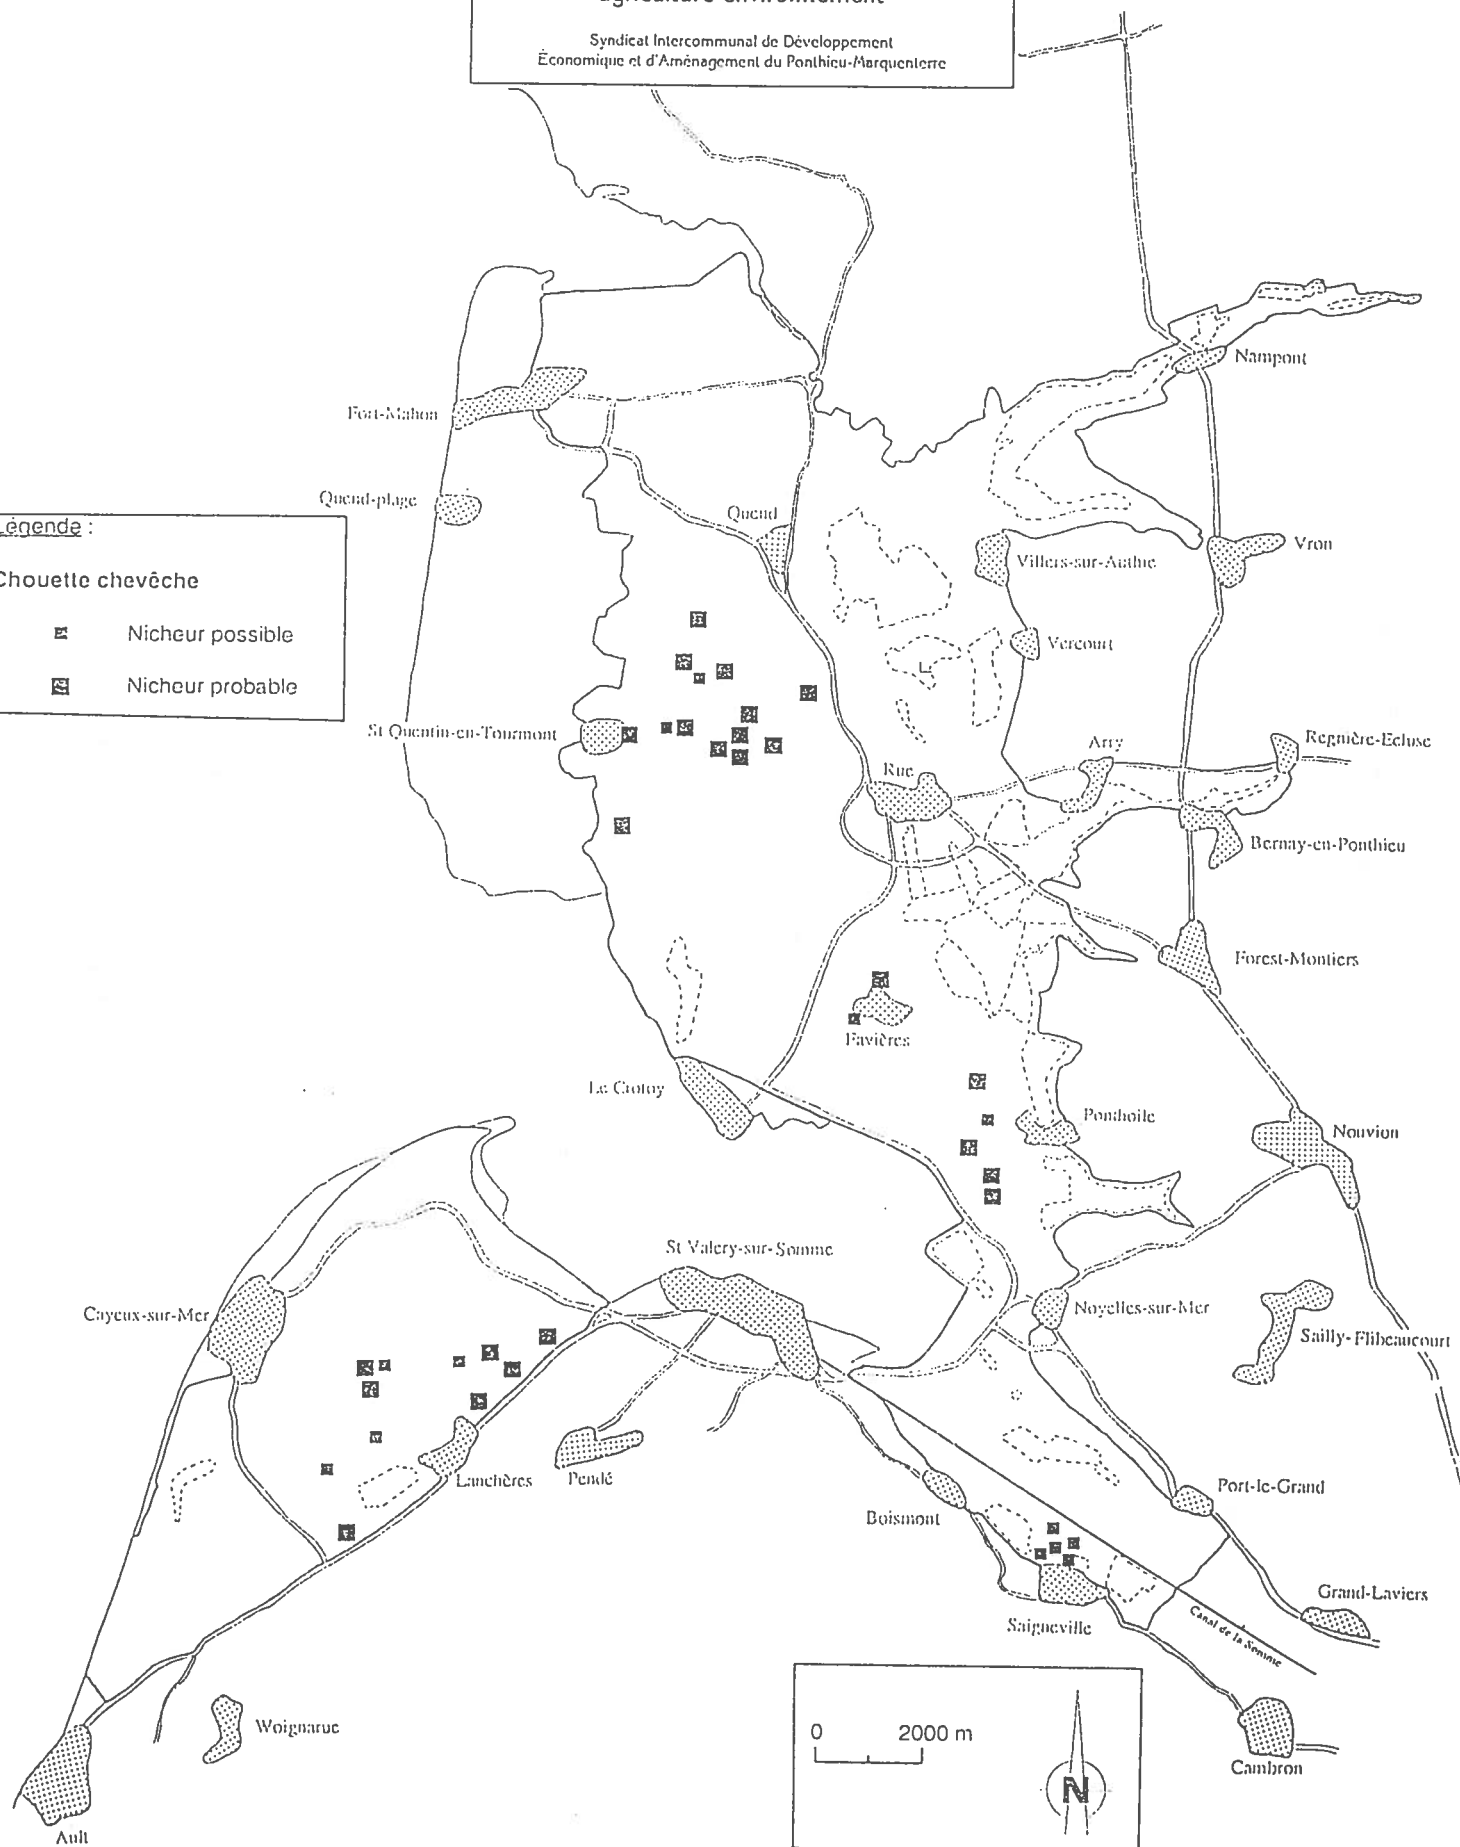 agriculture environnement
Syndicat Intercommunal de Développement
Économique et d'Aménagement du Ponthieu-Marquenterre
Nampont
Fort-Mahon
Quend-plage
Quend
Légende :
Chouette chevêche
Nicheur possible
Nicheur probable
Villers-sur-Authie
Vron
Vercourt
St Quentin-en-Tourmont
Rue
Arry
Regnière-Ecluse
Bernay-en-Ponthieu
Forest-Montiers
Favières
Le Crotoy
Ponthoile
Nouvion
St Valery-sur-Somme
Cayeux-sur-Mer
Noyelles-sur-Mer
Sailly-Flibeaucourt
Lanchères
Pendé
Port-le-Grand
Boismont
Grand-Laviers
Saigneville
Canal de la Somme
Woignarue
0 2000 m
N
Cambron
Ault